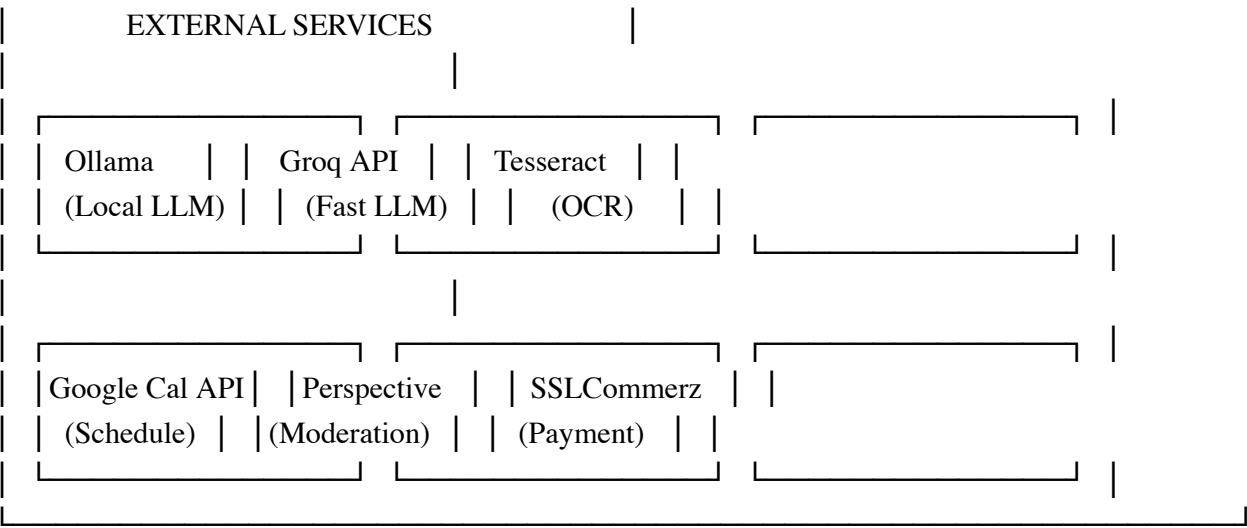 EXTERNAL SERVICES
Ollama Groq API Tesseract
(Local LLM) (Fast LLM) (OCR)
Google Cal API Perspective SSLCommerz
(Schedule) (Moderation) (Payment)